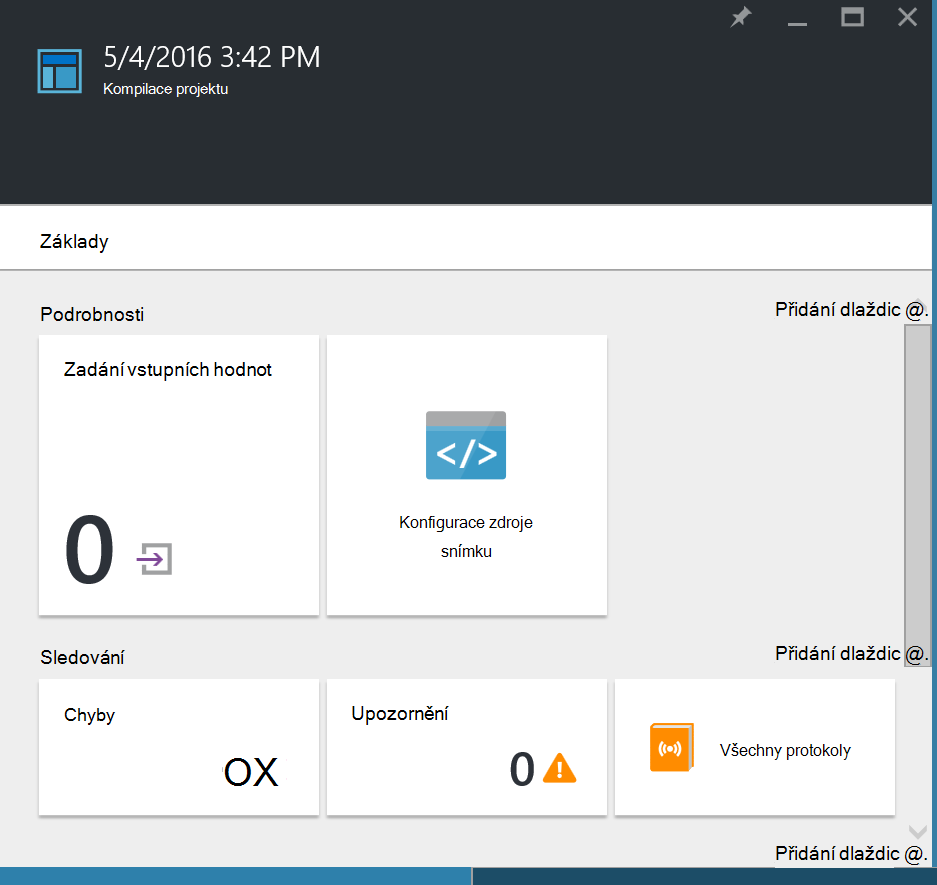 5/4/2016 3:42 PM
Kompilace projektu
Základy
Podrobnosti
Přidání dlaždic @.
Zadání vstupních hodnot
0
</>
Konfigurace zdroje
snímku
Sledování
Přidání dlaždic @.
Chyby
OX
Upozornění
0
Všechny protokoly
Přidání dlaždic @.